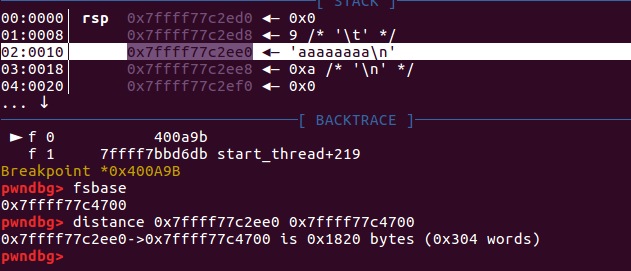 [ STACK ]
00:0000│ rsp 0x7ffff77c2ed0 ◂— 0x0
01:0008│ 0x7ffff77c2ed8 ◂— 9 /* '\t' */
02:0010│ 0x7ffff77c2ee0 ◂— 'aaaaaaaa\n'
03:0018│ 0x7ffff77c2ee8 ◂— 0xa /* '\n' */
04:0020│ 0x7ffff77c2ef0 ◂— 0x0
... ↓
[ BACKTRACE ]
► f 0 400a9b
f 1 7ffff7bbd6db start_thread+219
Breakpoint *0x400A9B
pwndbg> fsbase
0x7ffff77c4700
pwndbg> distance 0x7ffff77c2ee0 0x7ffff77c4700
0x7ffff77c2ee0->0x7ffff77c4700 is 0x1820 bytes (0x304 words)
pwndbg>